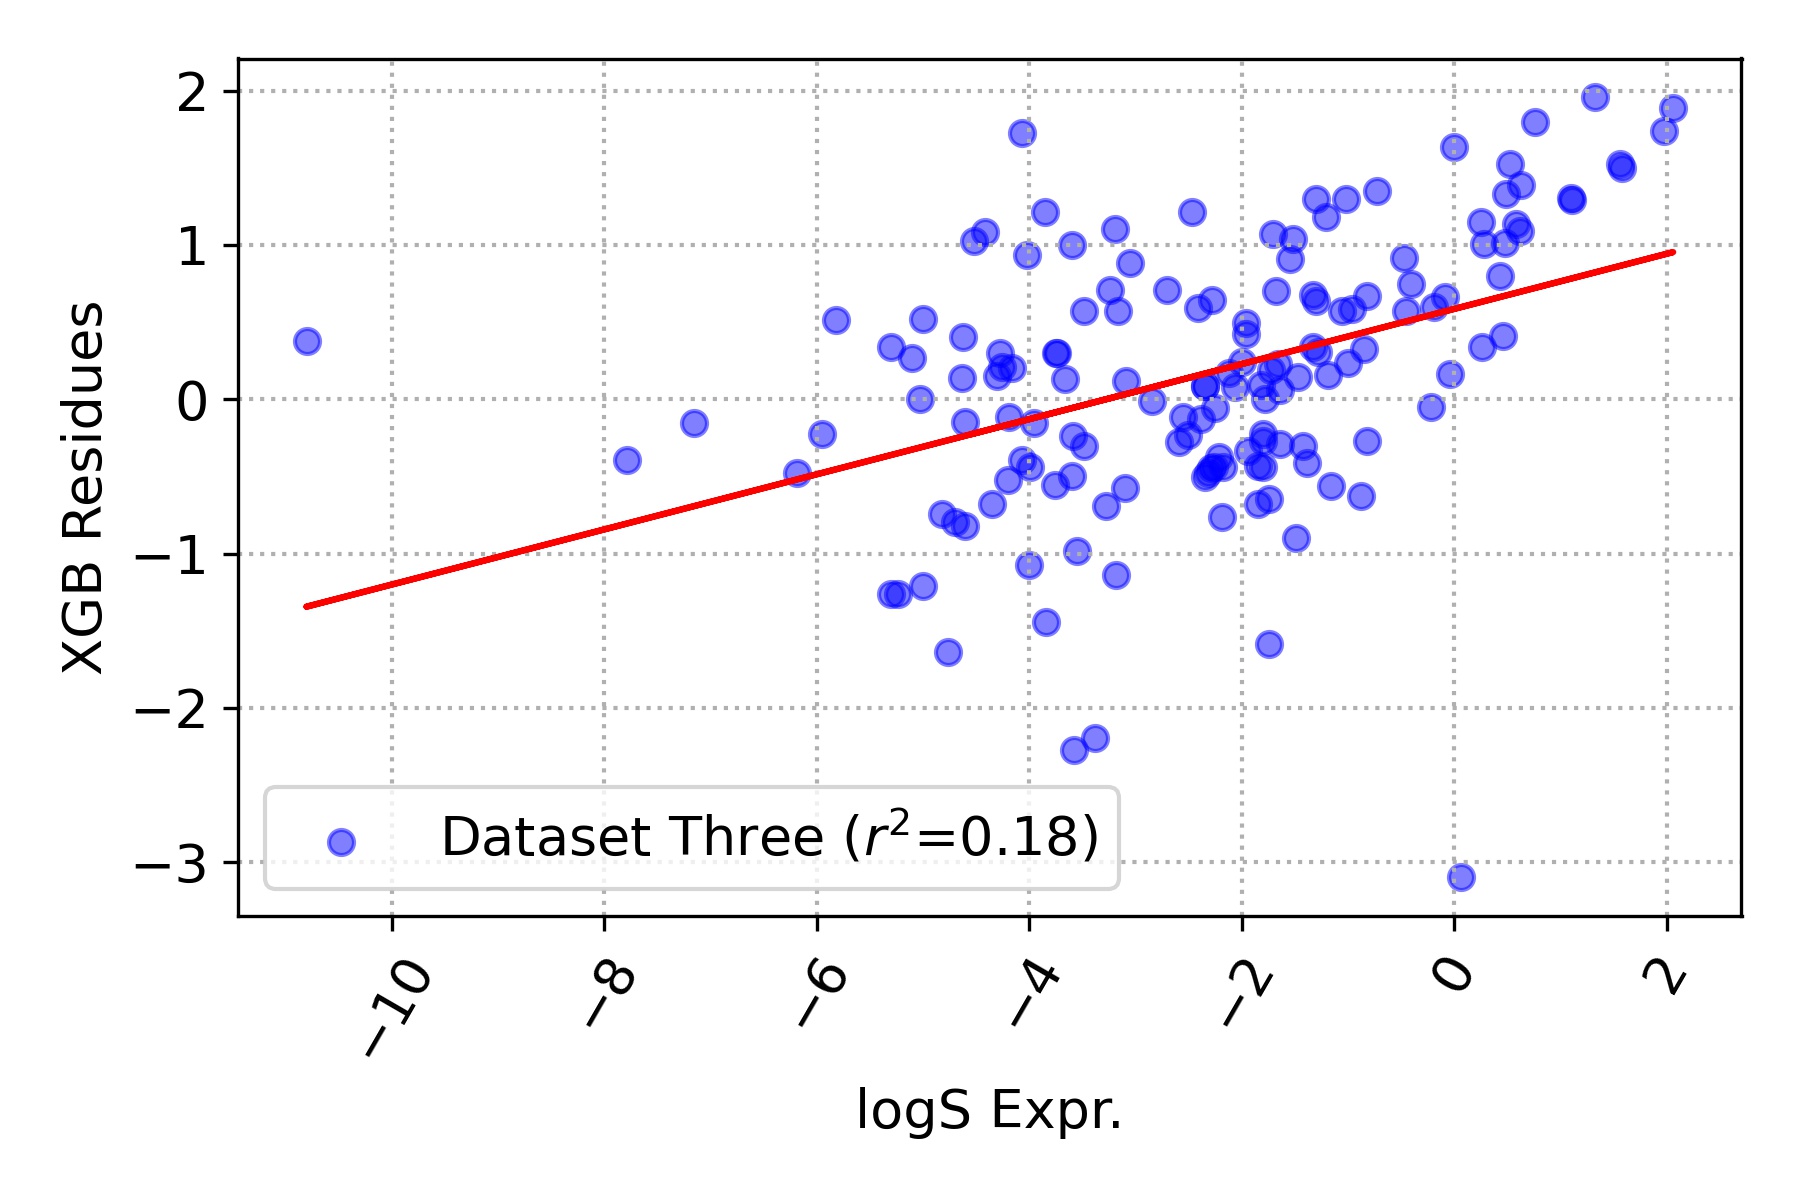 2
1
0
−1
−2
−3
XGB Residues
Dataset Three (r²=0.18)
−10 −8 −6 −4 −2 0 2
logS Expr.